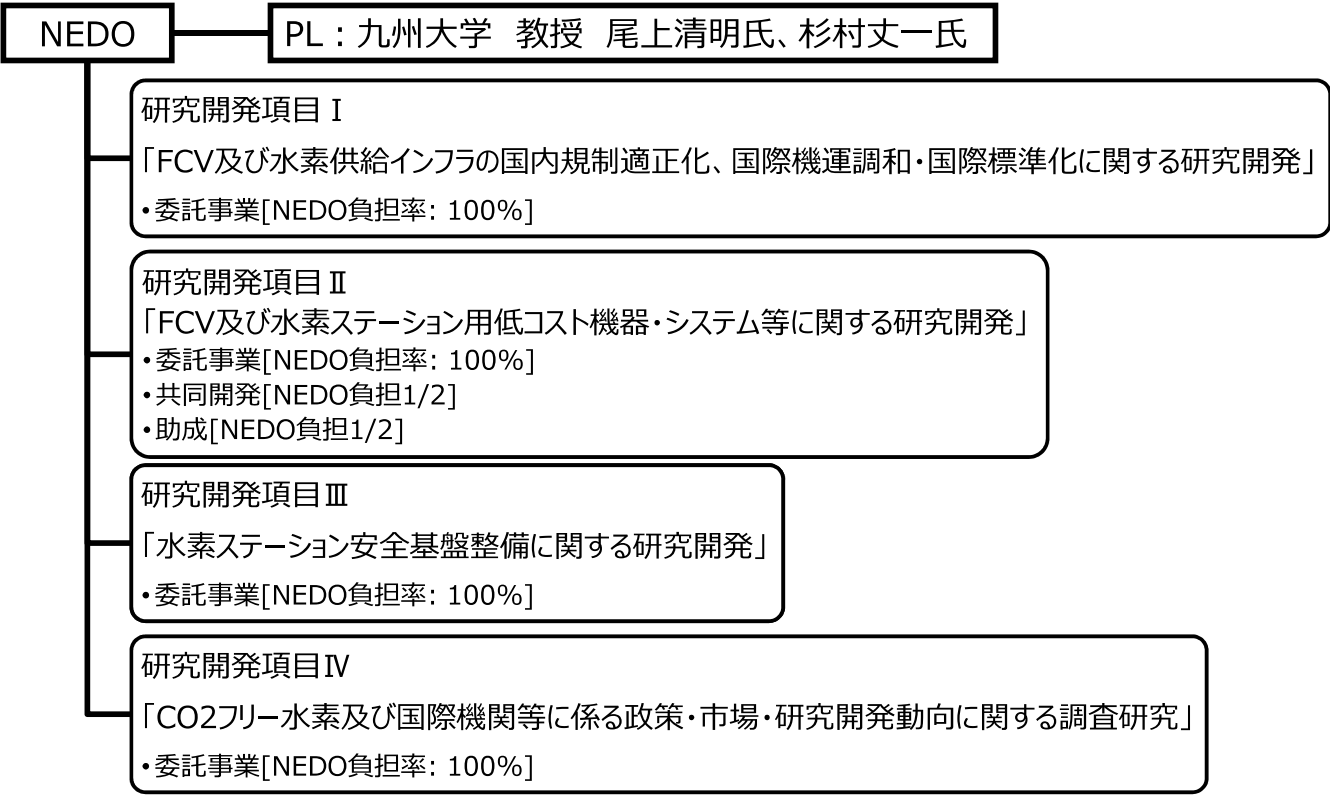 NEDO
PL：九州大学　教授　尾上清明氏、杉村丈一氏
研究開発項目Ⅰ
「FCV及び水素供給インフラの国内規制適正化、国際機運調和・国際標準化に関する研究開発」
・委託事業[NEDO負担率: 100%]
研究開発項目Ⅱ
「FCV及び水素ステーション用低コスト機器・システム等に関する研究開発」
・委託事業[NEDO負担率: 100%]
・共同開発[NEDO負担1/2]
・助成[NEDO負担1/2]
研究開発項目Ⅲ
「水素ステーション安全基盤整備に関する研究開発」
・委託事業[NEDO負担率: 100%]
研究開発項目Ⅳ
「CO2フリー水素及び国際機関等に係る政策・市場・研究開発動向に関する調査研究」
・委託事業[NEDO負担率: 100%]